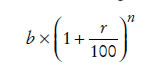 b × (1 + r/100)^n